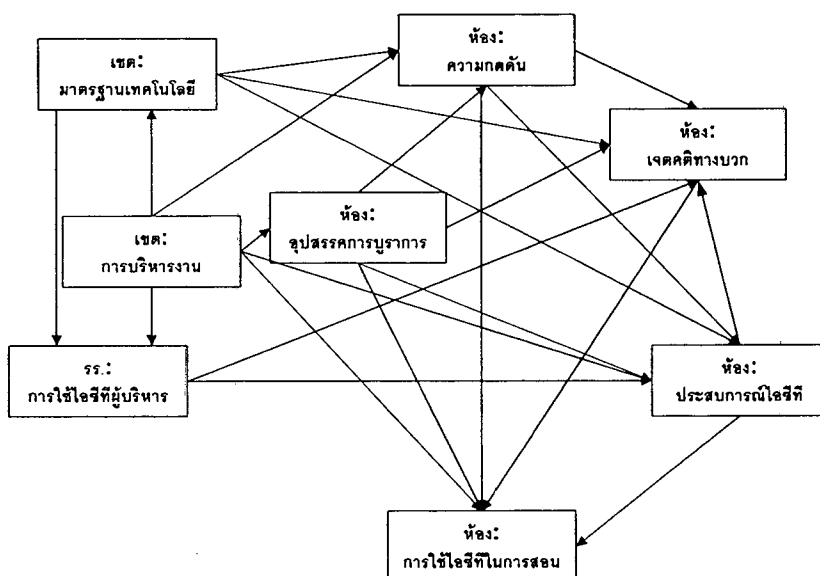 ห้อง:
ความกดดัน
เขต:
มาตรฐานเทคโนโลยี
ห้อง:
เจตคติทางบวก
ห้อง:
อุปสรรคการบูราการ
เขต:
การบริหารงาน
รร.:
การใช้ไอซีทีผู้บริหาร
ห้อง:
ประสบการณ์ไอซีที
ห้อง:
การใช้ไอซีทีในการสอน